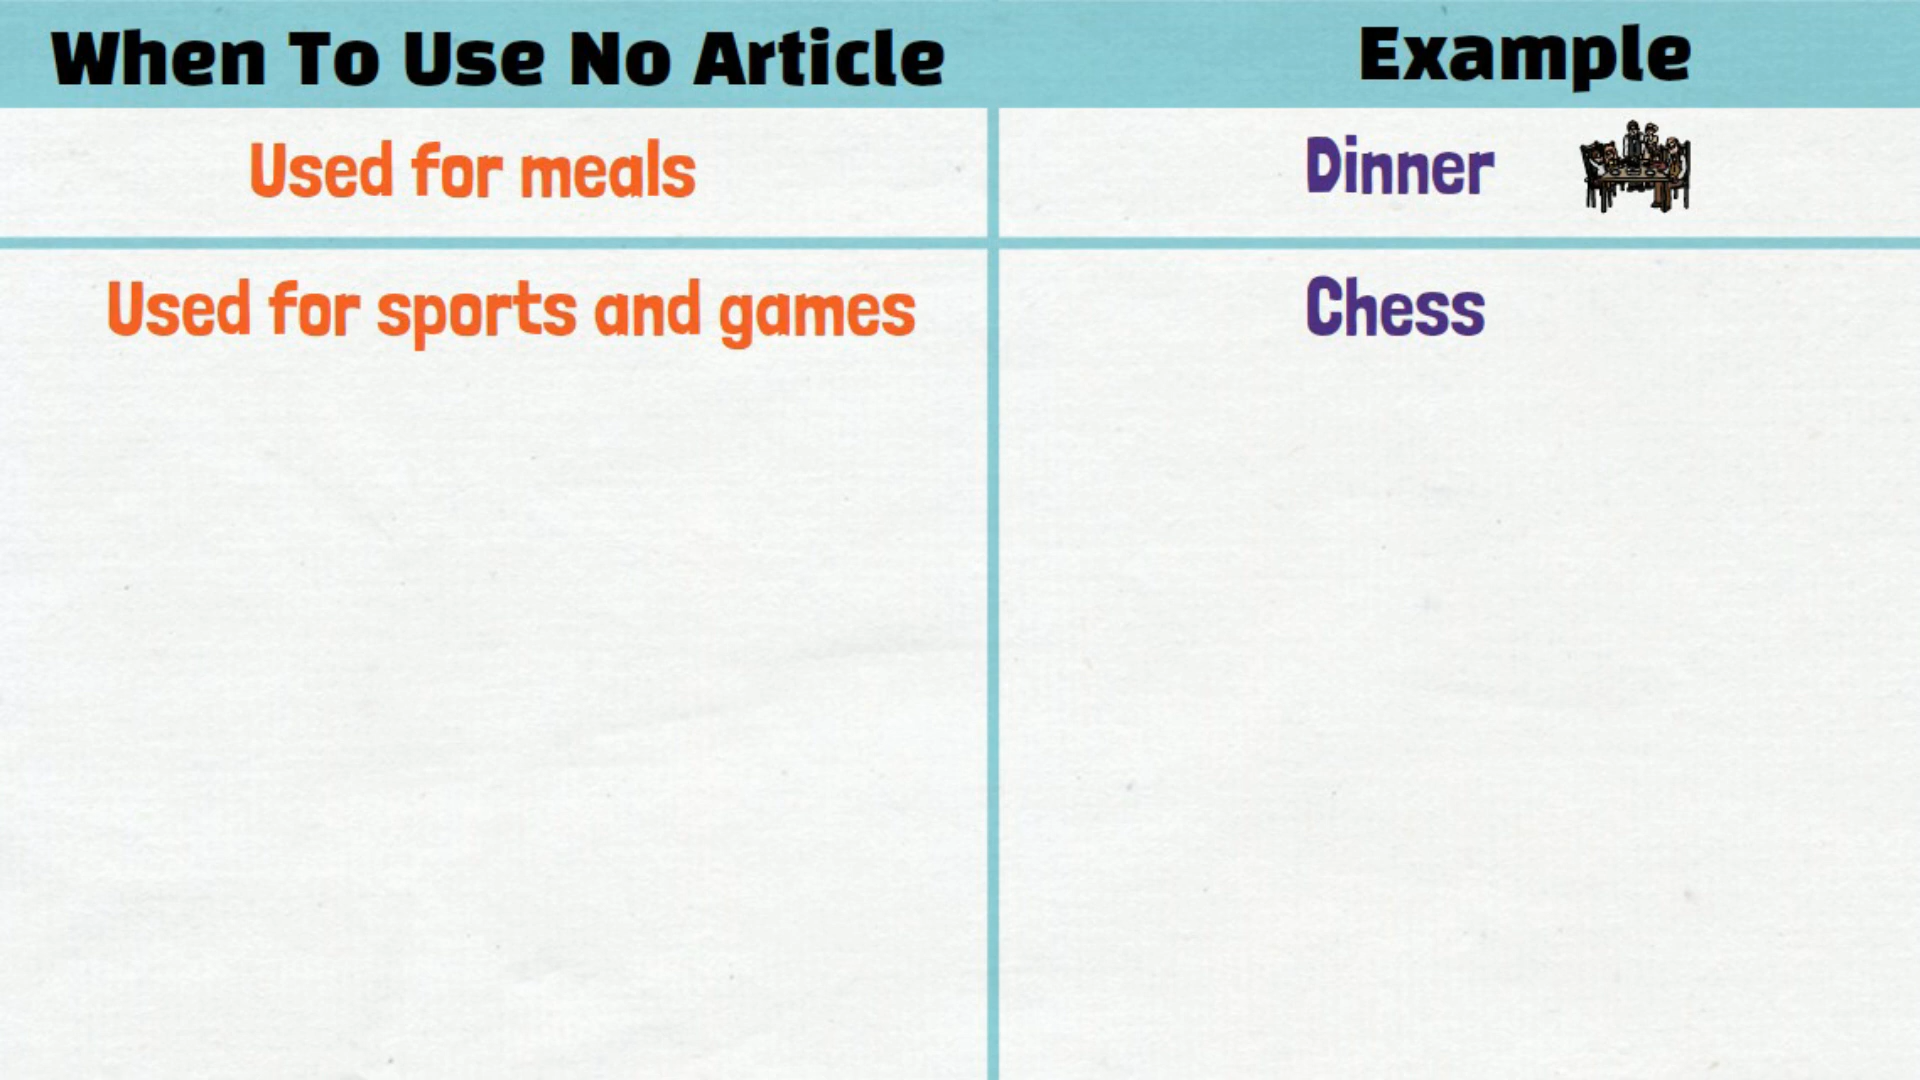 When To Use No Article
Example
Used for meals
Dinner
Used for sports and games
Chess